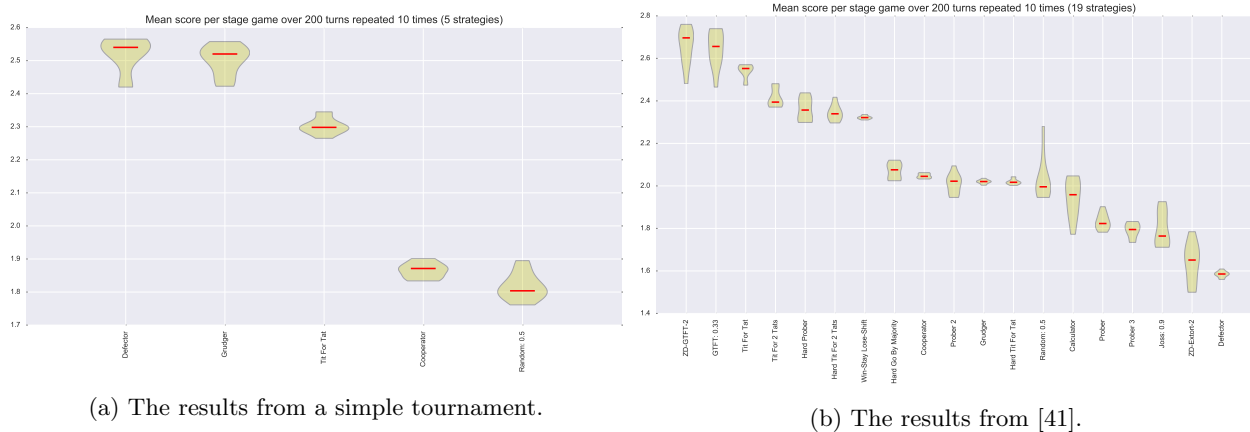 Mean score per stage game over 200 turns repeated 10 times (5 strategies)
2.6
2.5
2.4
2.3
2.2
2.1
2.0
1.9
1.8
1.7
Defector
Grudger
Tit For Tat
Cooperator
Random: 0.5
(a) The results from a simple tournament.
Mean score per stage game over 200 turns repeated 10 times (19 strategies)
2.8
2.6
2.4
2.2
2.0
1.8
1.6
1.4
ZD-GTFT-2
GTFT: 0.33
Tit For Tat
Tit For 2 Tats
Hard Prober
Hard Tit For 2 Tats
Win-Stay Lose-Shift
Hard Go By Majority
Cooperator
Prober 2
Grudger
Hard Tit For Tat
Random: 0.5
Calculator
Prober
Prober 3
Joss: 0.9
ZD-Extort-2
Defector
(b) The results from [41].